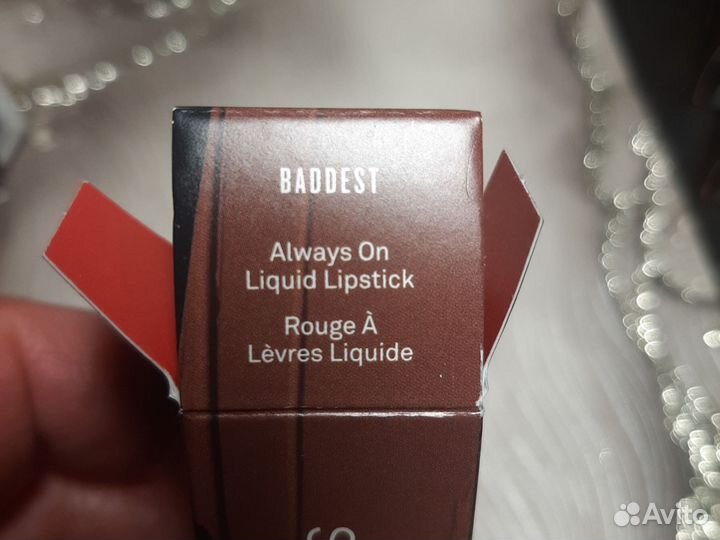 BADDEST
Always On
Liquid Lipstick
Rouge À
Lèvres Liquide
Avito